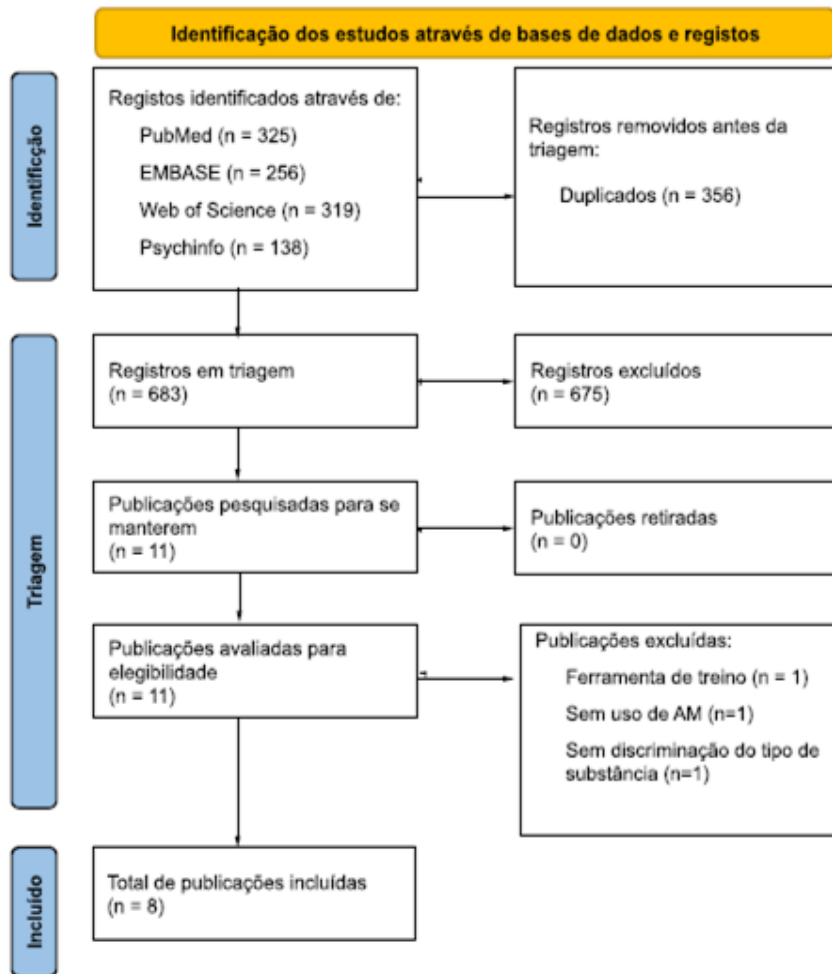 Identificação dos estudos através de bases de dados e registos
Identificção
Registos identificados através de:
PubMed (n = 325)
EMBASE (n = 256)
Web of Science (n = 319)
Psychinfo (n = 138)
Registros removidos antes da
triagem:
Duplicados (n = 356)
Triagem
Registros em triagem
(n = 683)
Registros excluídos
(n = 675)
Publicações pesquisadas para se
manterem
(n = 11)
Publicações retiradas
(n = 0)
Publicações avaliadas para
elegibilidade
(n = 11)
Publicações excluídas:
Ferramenta de treino (n = 1)
Sem uso de AM (n=1)
Sem discriminação do tipo de
substância (n=1)
Incluído
Total de publicações incluídas
(n = 8)